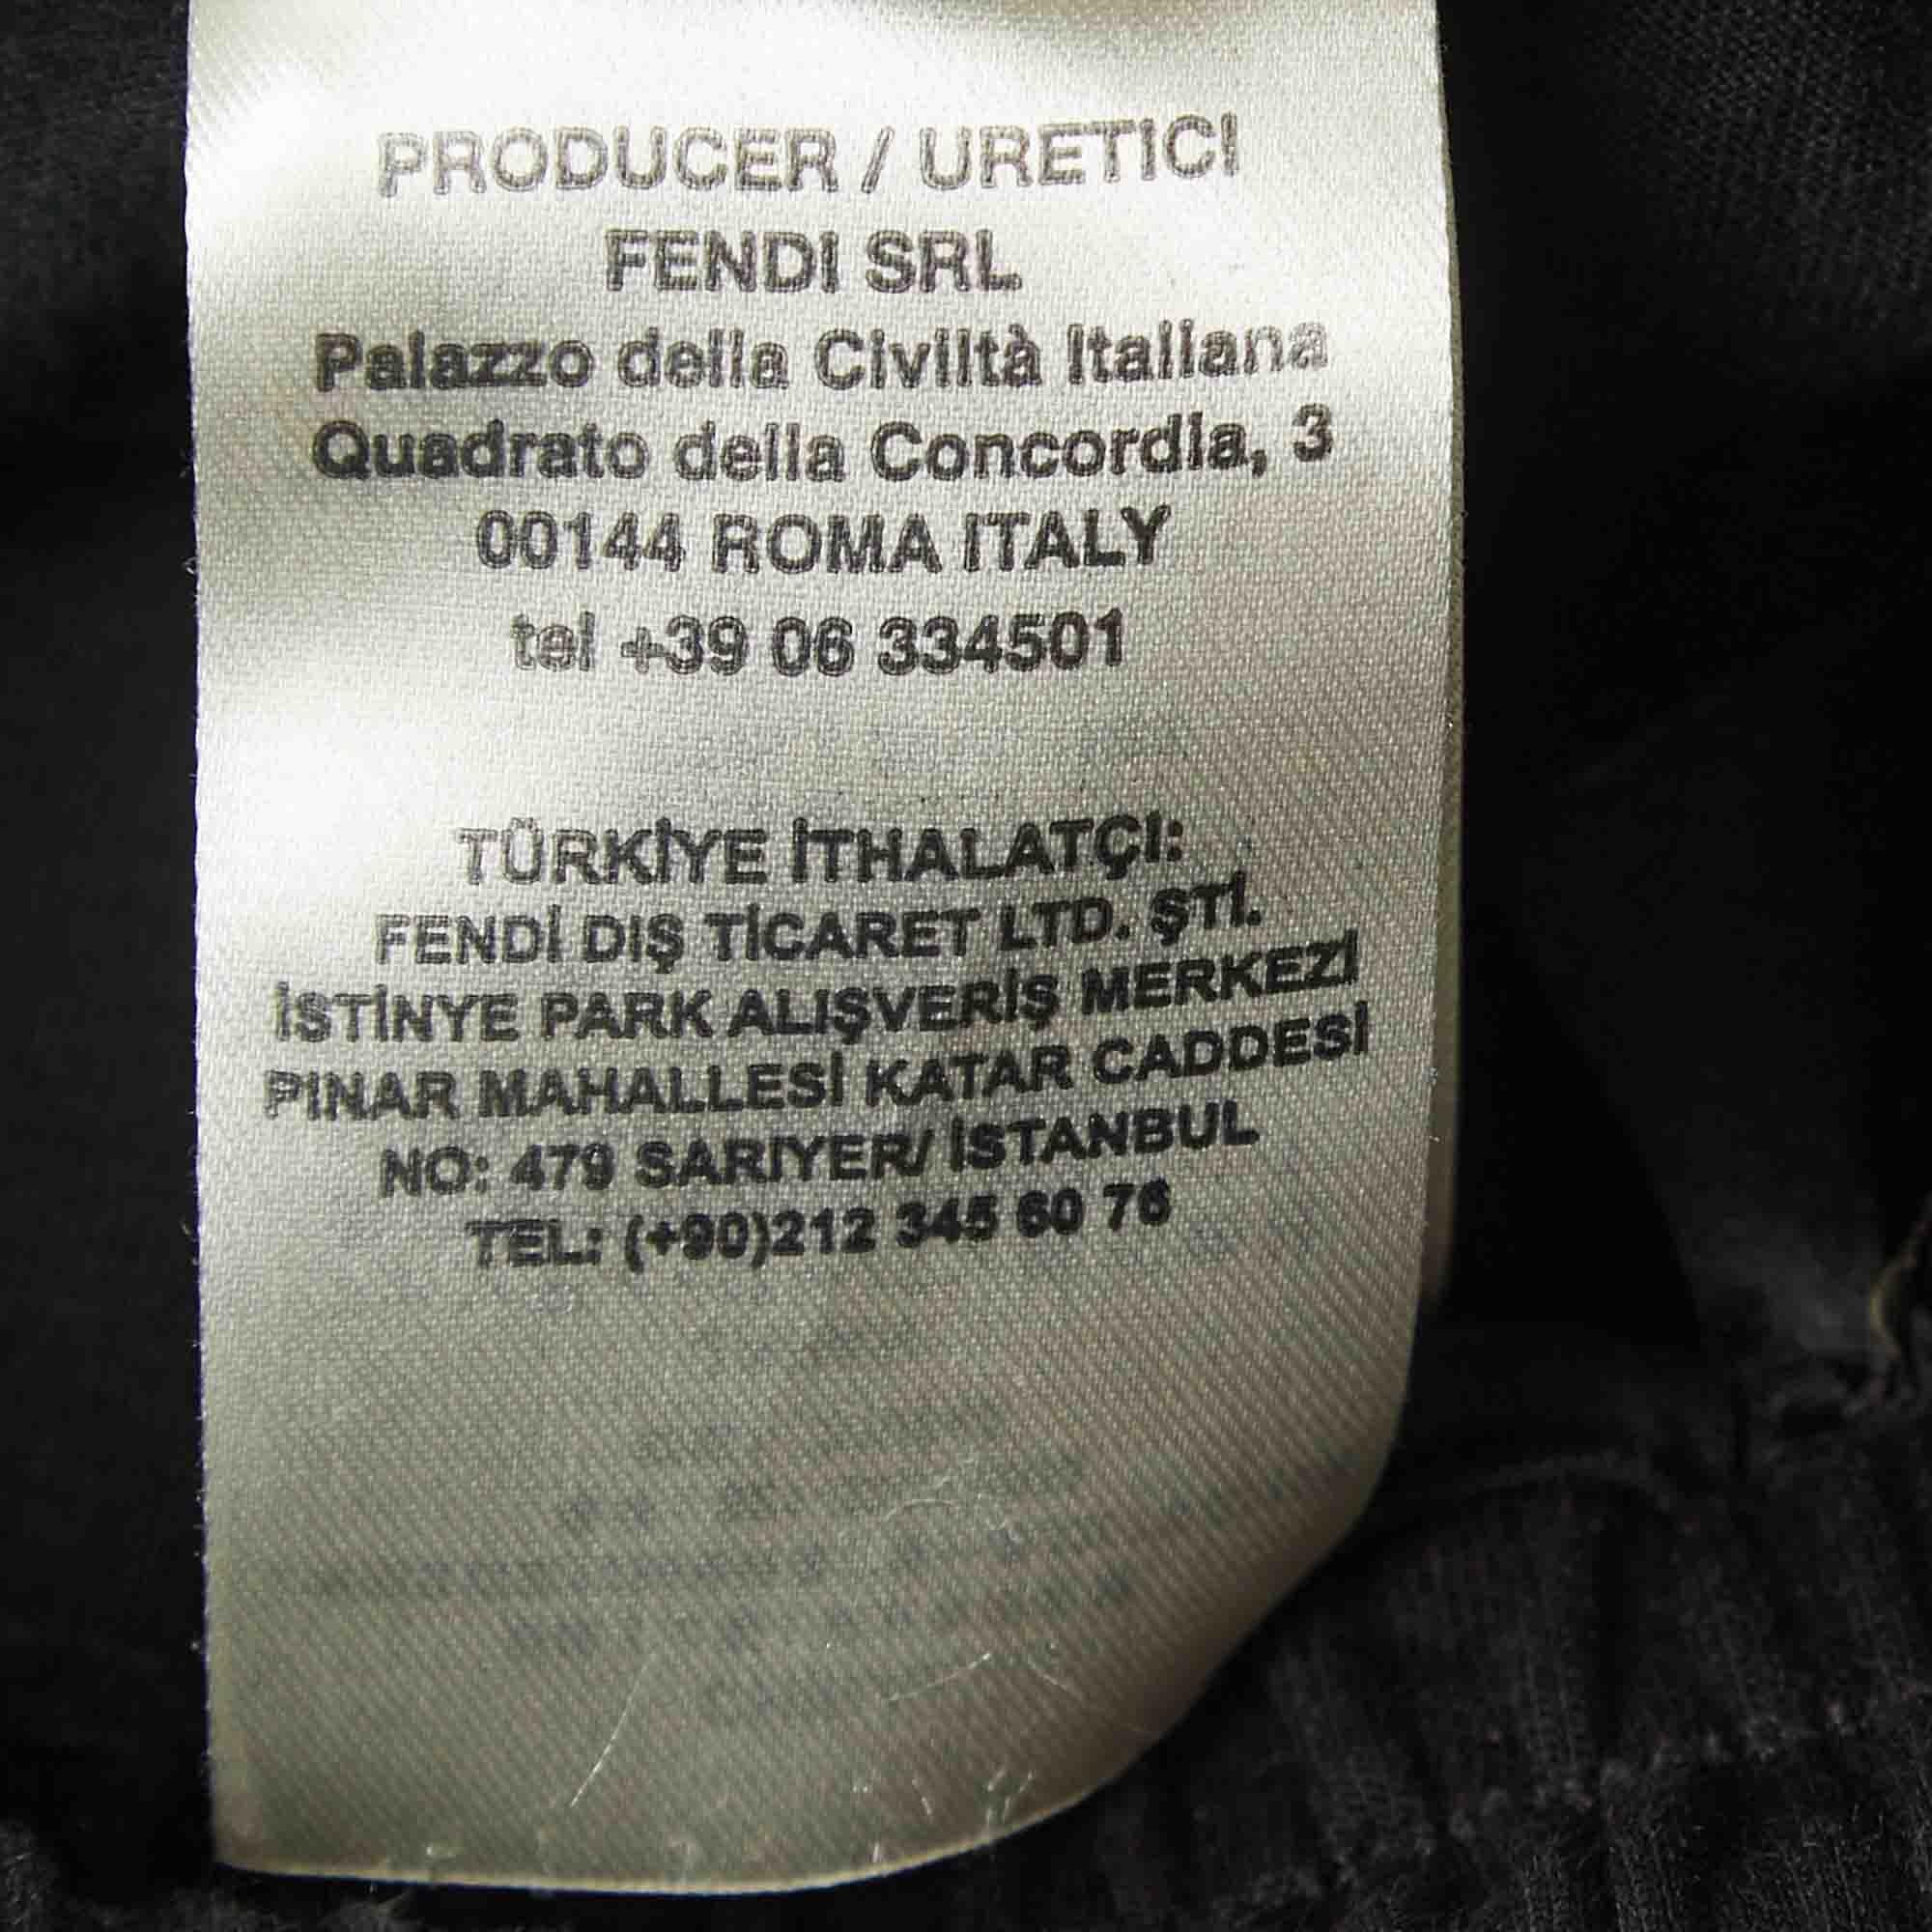 PRODUCER / URETICI
FENDI SRL
Palazzo della Civiltà Italiana
Quadrato della Concordia, 3
00144 ROMA ITALY
tel +39 06 334501
TÜRKİYE İTHALATÇI:
FENDİ DIŞ TİCARET LTD. ŞTİ.
İSTİNYE PARK ALIŞVERİŞ MERKEZİ
PINAR MAHALLESİ KATAR CADDESİ
NO: 479 SARIYER/ İSTANBUL
TEL: (+90)212 345 60 76